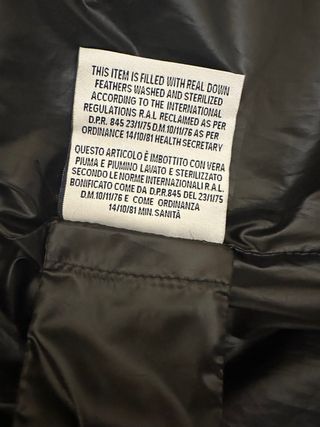 THIS ITEM IS FILLED WITH REAL DOWN
FEATHERS WASHED AND STERILIZED
ACCORDING TO THE INTERNATIONAL
REGULATIONS R.A.L RECLAIMED AS PER
D.P.R. 845 23/11/75 D.M.10/11/76 AS PER
ORDINANCE 14/10/81 HEALTH SECRETARY
QUESTO ARTICOLO È IMBOTTITO CON VERA
PIUMA E PIUMINO LAVATO E STERILIZZATO
SECONDO LE NORME INTERNAZIONALI R.A.L.
BONIFICATO COME DA D.P.R.845 DEL 23/11/75
D.M.10/11/76 E COME ORDINANZA
14/10/81 MIN. SANITÀ